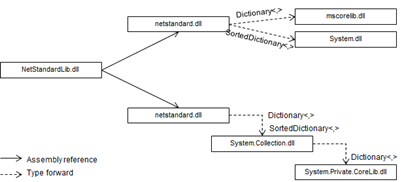 Dictionary<,>
mscorelib.dll
netstandard.dll
SortedDictionary<,>
System.dll
NetStandardLib.dll
netstandard.dll
Dictionary<,>
SortedDictionary<,>
System.Collection.dll
Dictionary<,>
Assembly reference
Type forward
System.Private.CoreLib.dll